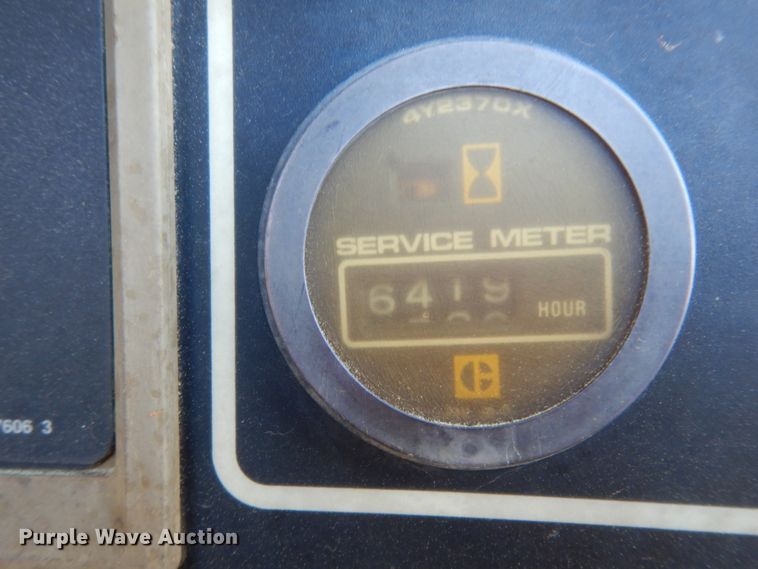 4Y2370X
SERVICE METER
6419
HOUR
7606 3
Purple Wave Auction